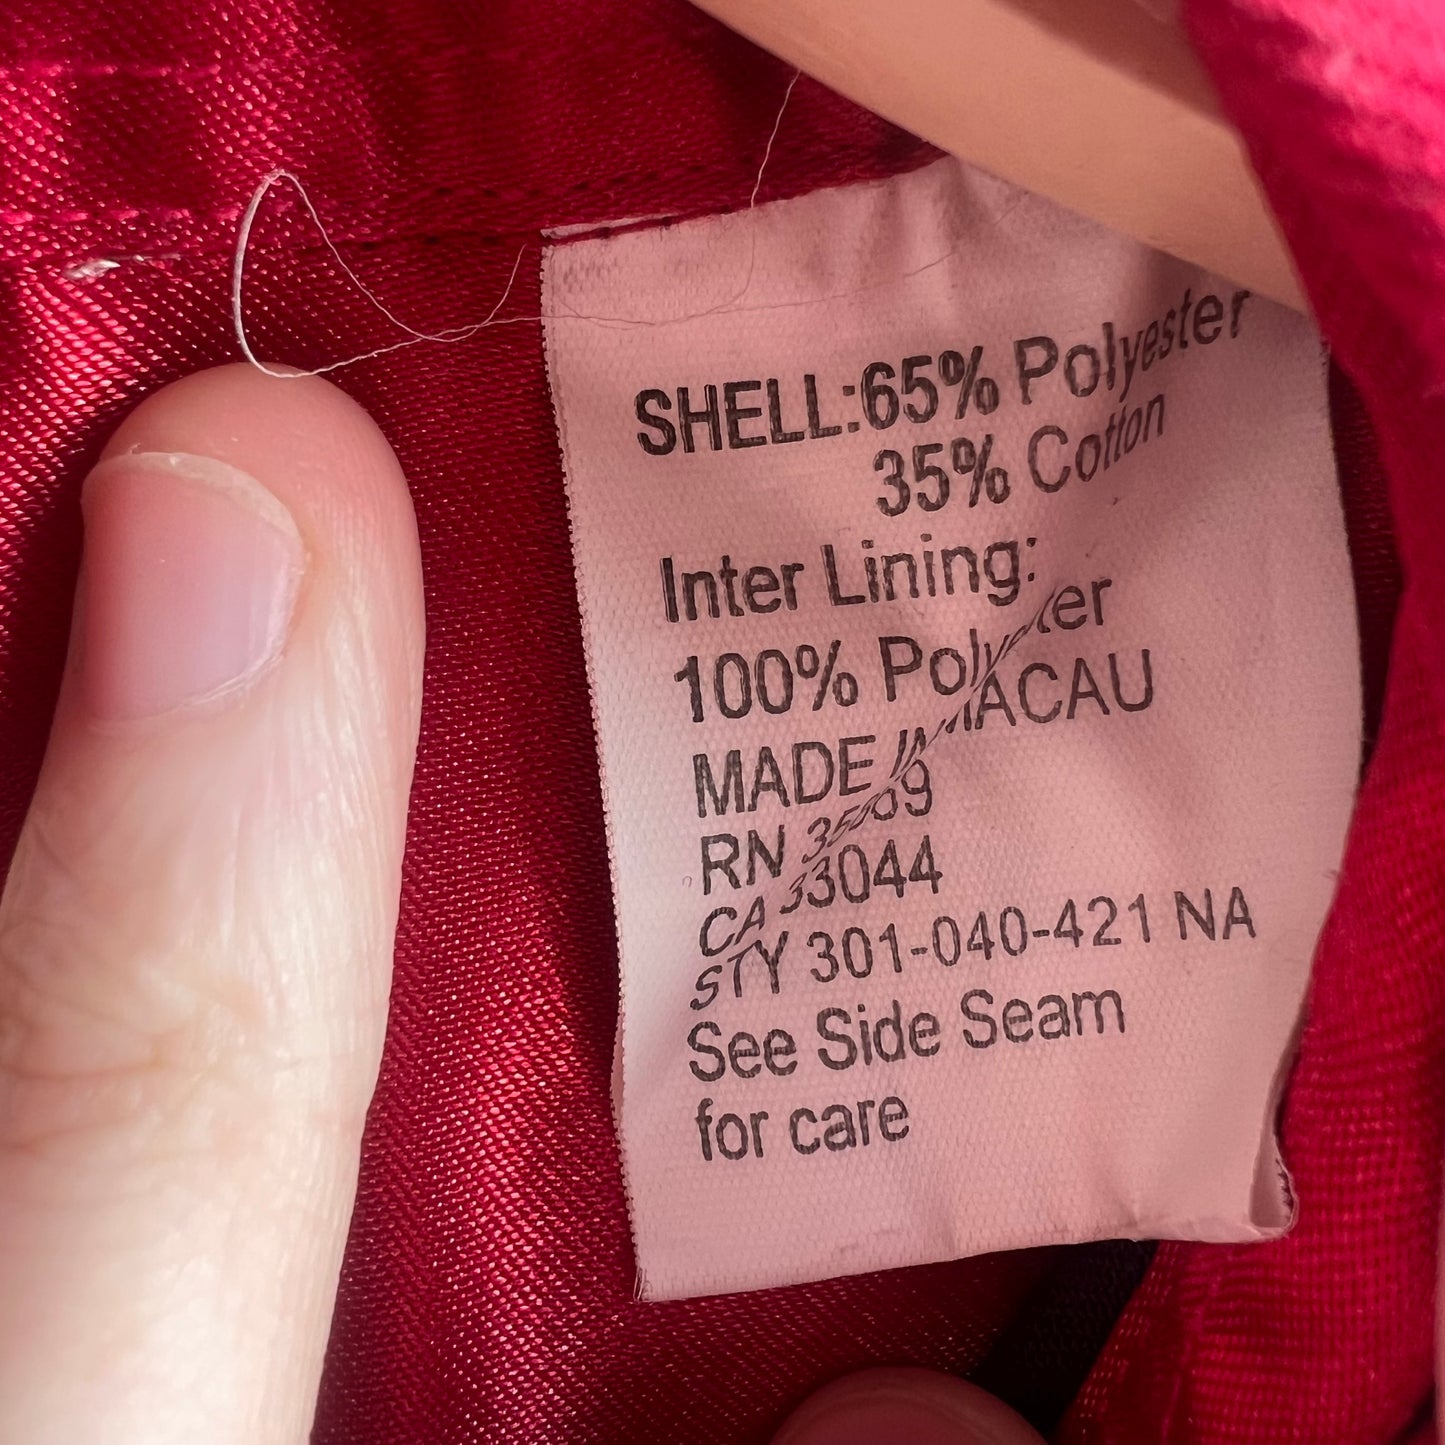 SHELL:65% Polyester
35% Cotton
Inter Lining:
100% Polyester
MADE IN MACAU
RN
CA 33044
STY 301-040-421 NA
See Side Seam
for care